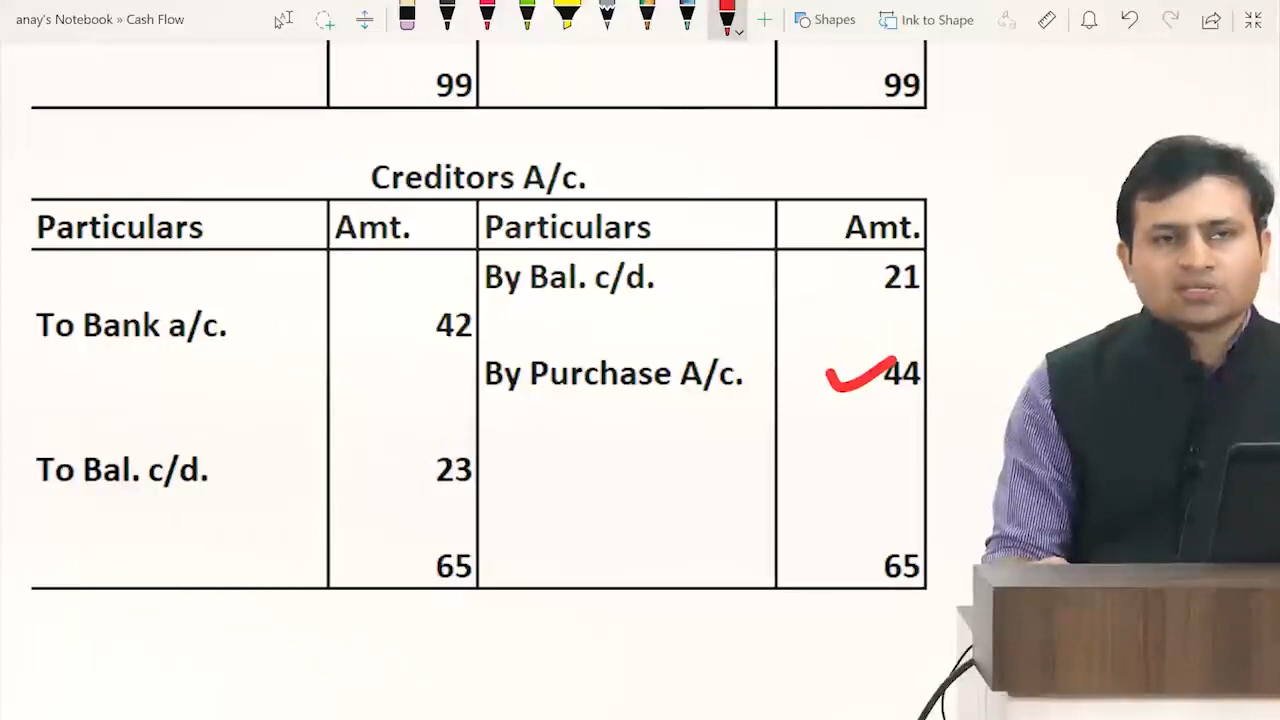 anay's Notebook » Cash Flow
Shapes
Ink to Shape
99 99
Creditors A/c.
Particulars Amt. Particulars Amt.
By Bal. c/d. 21
To Bank a/c. 42
By Purchase A/c. 44
To Bal. c/d. 23
65 65